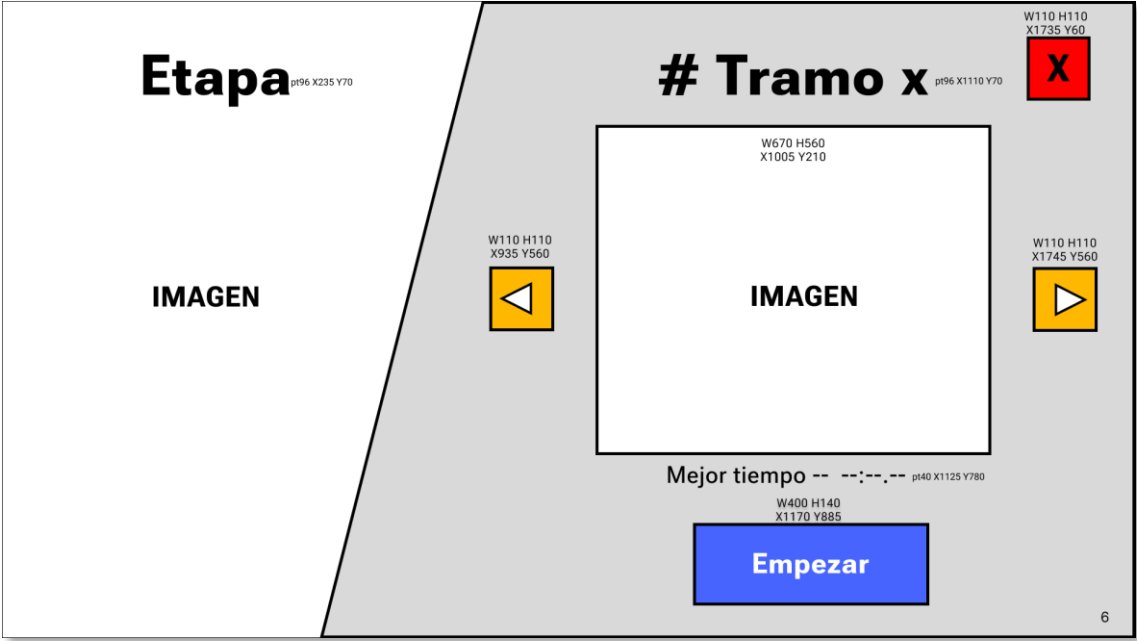 Etapa pt96 X235 Y70
# Tramo x pt96 X1110 Y70
W110 H110
X1735 Y60
X
W670 H560
X1005 Y210
W110 H110
X935 Y560
W110 H110
X1745 Y560
IMAGEN
IMAGEN
Mejor tiempo -- --:--.-- pt40 X1125 Y780
W400 H140
X1170 Y885
Empezar
6